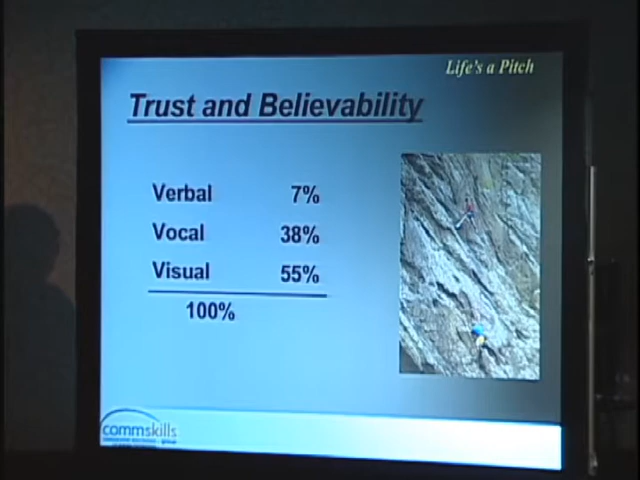 Life's a Pitch
Trust and Believability
Verbal 7%
Vocal 38%
Visual 55%
100%
commskills